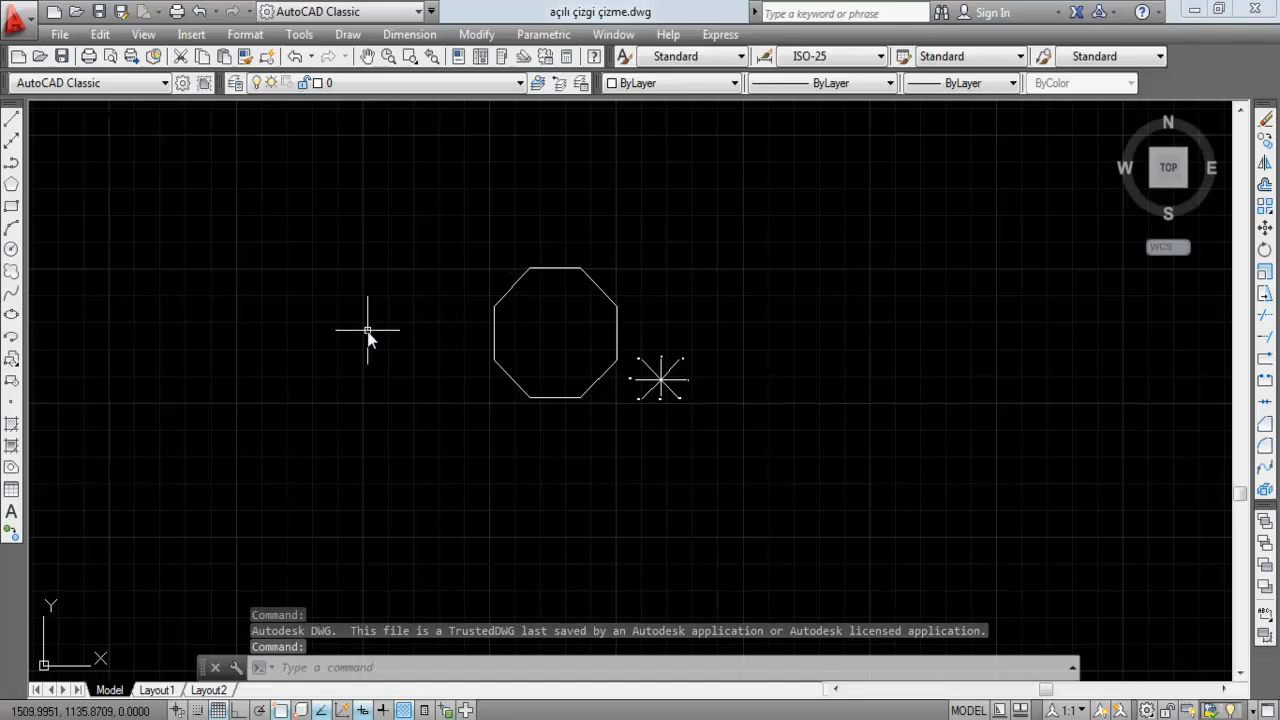 AutoCAD Classic
açılı çizgi çizme.dwg
Type a keyword or phrase
Sign In
File Edit View Insert Format Tools Draw Dimension Modify Parametric Window Help Express
Standard ISO-25 Standard Standard
AutoCAD Classic 0 ByLayer ByLayer ByLayer ByColor
N
W TOP E
S
WCS
A
Y
X
Command:
Autodesk DWG. This file is a TrustedDWG last saved by an Autodesk application or Autodesk licensed application.
Command:
Type a command
Model Layout1 Layout2
1509.9951, 1135.8709, 0.0000 MODEL 1:1